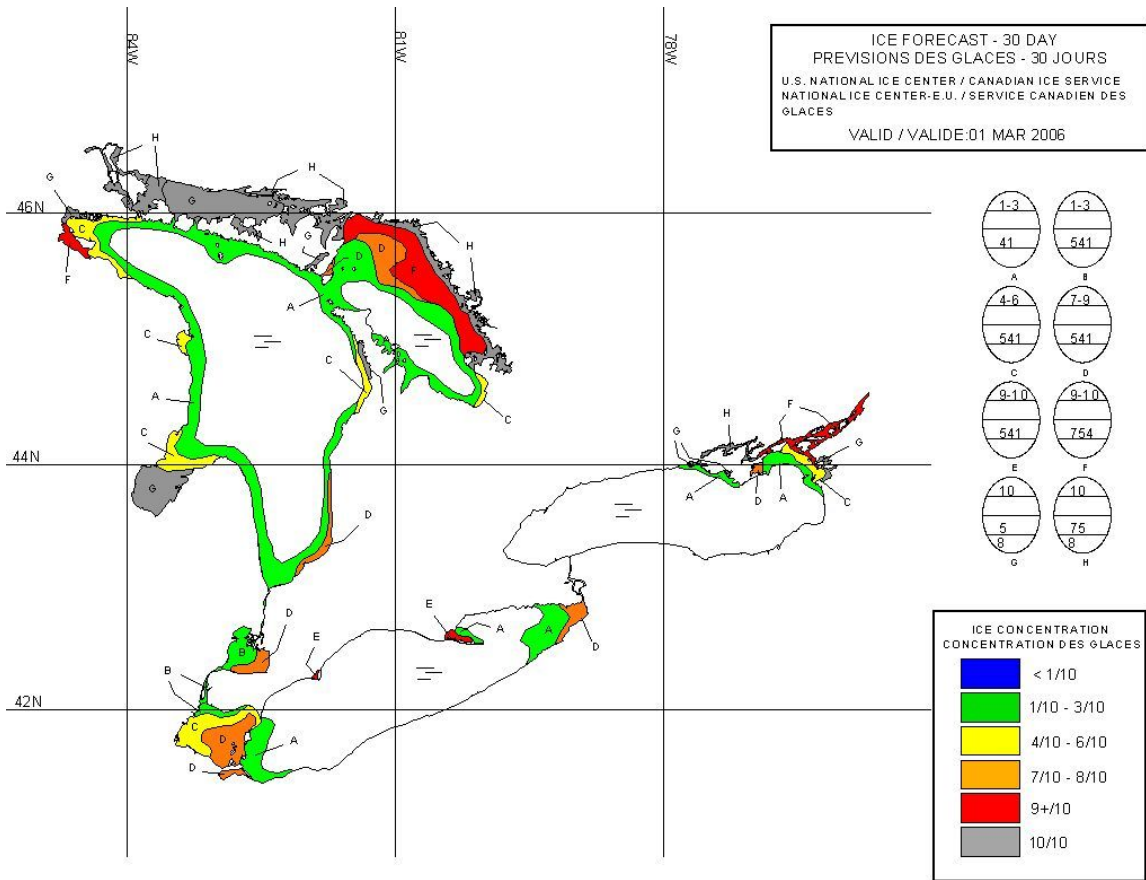 84W
81W
78W
ICE FORECAST - 30 DAY
PREVISIONS DES GLACES - 30 JOURS
U.S. NATIONAL ICE CENTER / CANADIAN ICE SERVICE
NATIONAL ICE CENTER-E.U. / SERVICE CANADIEN DES
GLACES
VALID / VALIDE:01 MAR 2006
H
H
H
G
G
46N
C
H
G
H
D
D
F
H
F
A
C
C
A
G
C
C
G
F
H
G
G
44N
A
D
A
C
D
E
A
A
D
D
B
E
B
42N
C
D
A
D
1-3
41
A
1-3
541
B
4-6
541
C
7-9
541
D
9-10
541
E
9-10
754
F
10
5
8
G
10
75
8
H
ICE CONCENTRATION
CONCENTRATION DES GLACES
< 1/10
1/10 - 3/10
4/10 - 6/10
7/10 - 8/10
9+/10
10/10